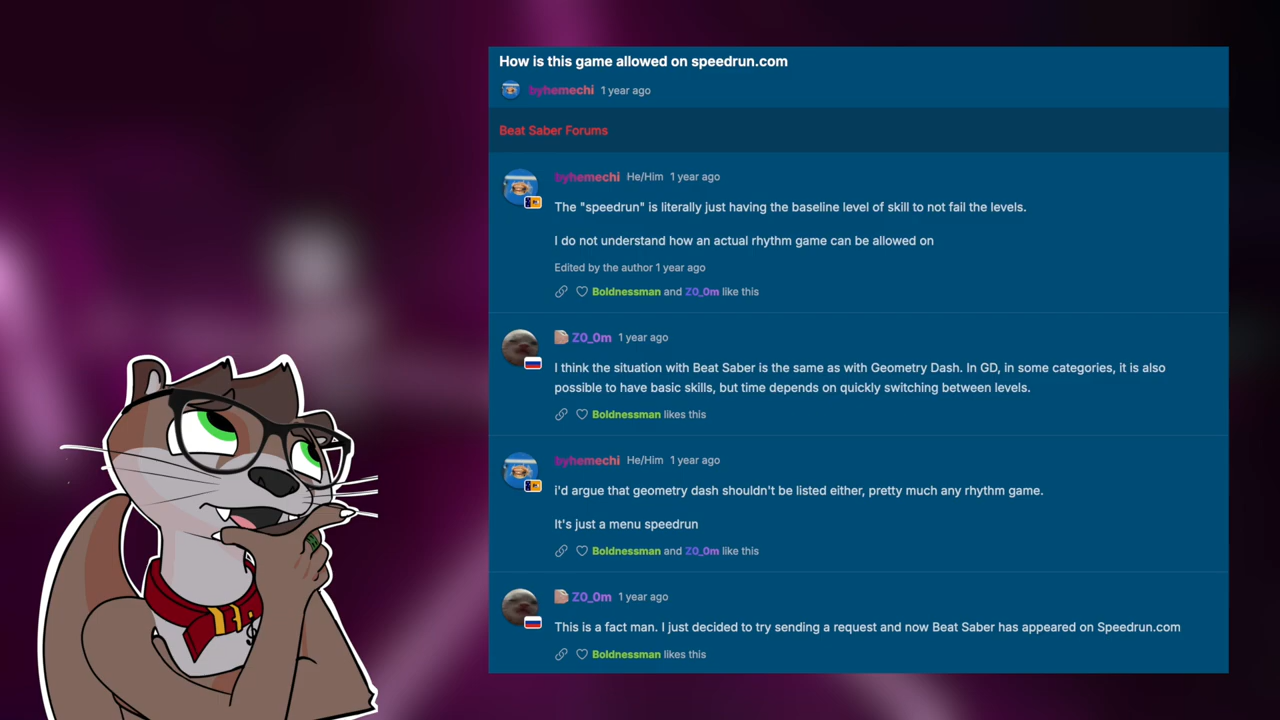 How is this game allowed on speedrun.com
byhemechi 1 year ago
Beat Saber Forums
byhemechi He/Him 1 year ago
The "speedrun" is literally just having the baseline level of skill to not fail the levels.
I do not understand how an actual rhythm game can be allowed on
Edited by the author 1 year ago
Boldnessman and Z0_0m like this
Z0_0m 1 year ago
I think the situation with Beat Saber is the same as with Geometry Dash. In GD, in some categories, it is also
possible to have basic skills, but time depends on quickly switching between levels.
Boldnessman likes this
byhemechi He/Him 1 year ago
i'd argue that geometry dash shouldn't be listed either, pretty much any rhythm game.
It's just a menu speedrun
Boldnessman and Z0_0m like this
Z0_0m 1 year ago
This is a fact man. I just decided to try sending a request and now Beat Saber has appeared on Speedrun.com
Boldnessman likes this